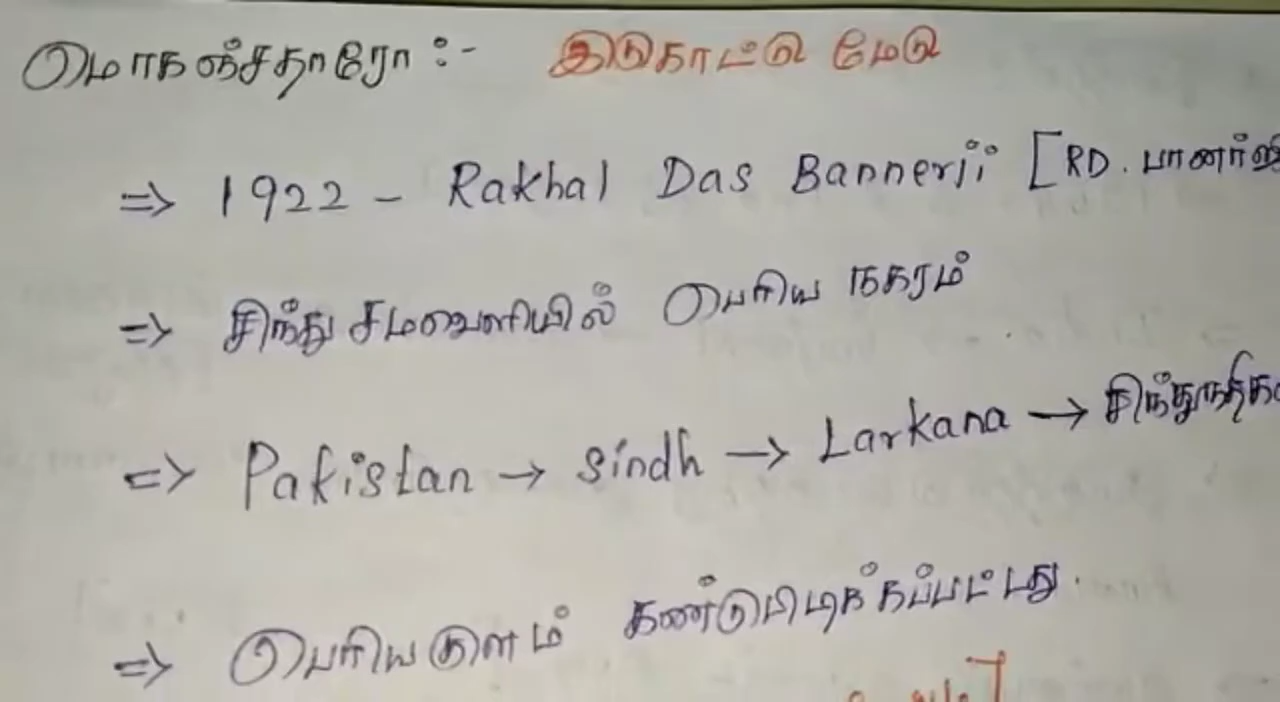 மொகஞ்சதாரோ :- இடுகாட்டு மேடு
=> 1922 - Rakhal Das Bannerji [RD. பானர்ஜி
=> சிந்து சமவெளியில் பெரிய நகரம்
=> Pakistan → sindh → Larkana → சிந்துநதிக
=> பெரியகுளம் கண்டுபிடிக்கப்பட்டது.